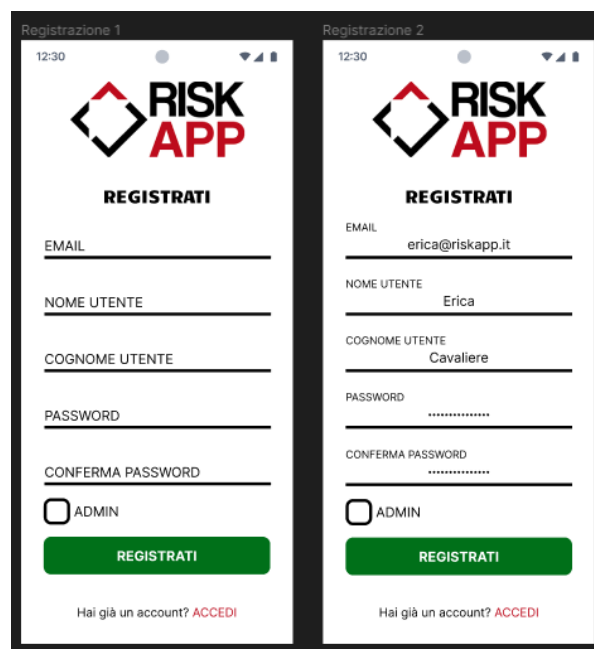 Registrazione 1
12:30
RISK
APP
REGISTRATI
EMAIL
NOME UTENTE
COGNOME UTENTE
PASSWORD
CONFERMA PASSWORD
ADMIN
REGISTRATI
Hai già un account? ACCEDI
Registrazione 2
12:30
RISK
APP
REGISTRATI
EMAIL
erica@riskapp.it
NOME UTENTE
Erica
COGNOME UTENTE
Cavaliere
PASSWORD
•••••••••••••••
CONFERMA PASSWORD
•••••••••••••••
ADMIN
REGISTRATI
Hai già un account? ACCEDI